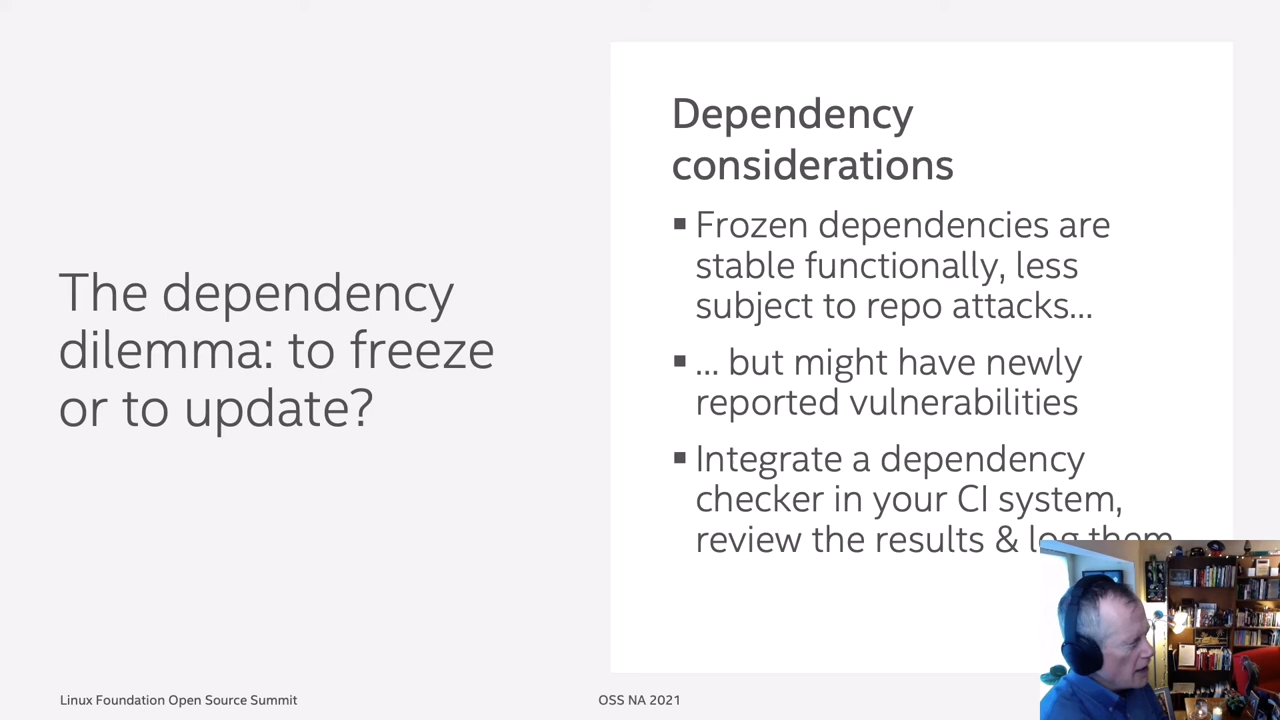 The dependency
dilemma: to freeze
or to update?
Dependency
considerations
▪ Frozen dependencies are
stable functionally, less
subject to repo attacks...
▪ ... but might have newly
reported vulnerabilities
▪ Integrate a dependency
checker in your CI system,
review the results & log them
Linux Foundation Open Source Summit
OSS NA 2021